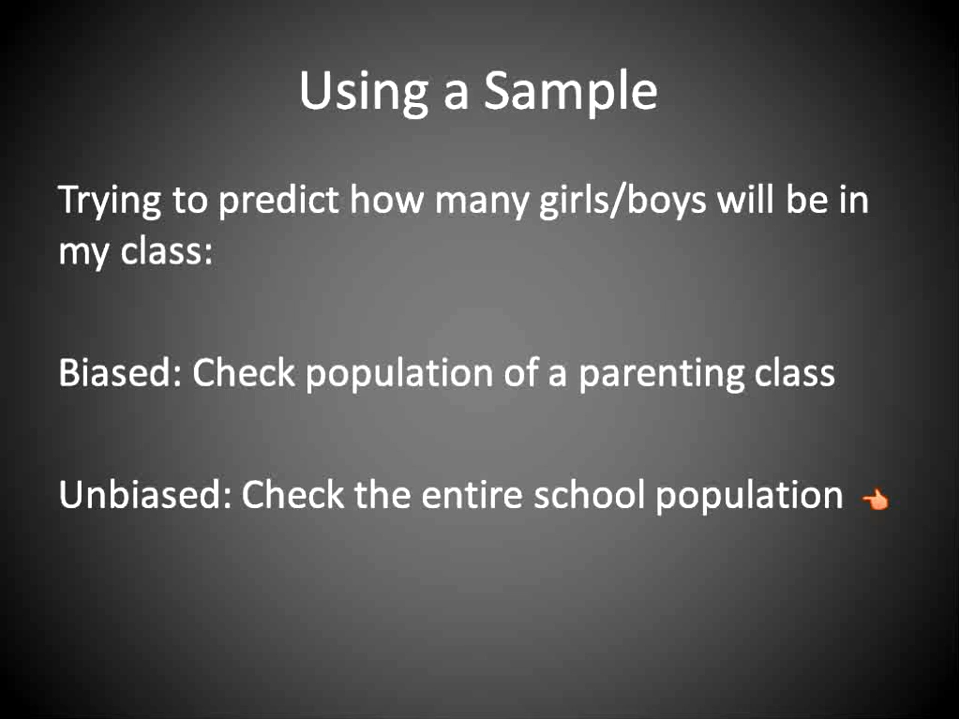 Using a Sample
Trying to predict how many girls/boys will be in
my class:
Biased: Check population of a parenting class
Unbiased: Check the entire school population